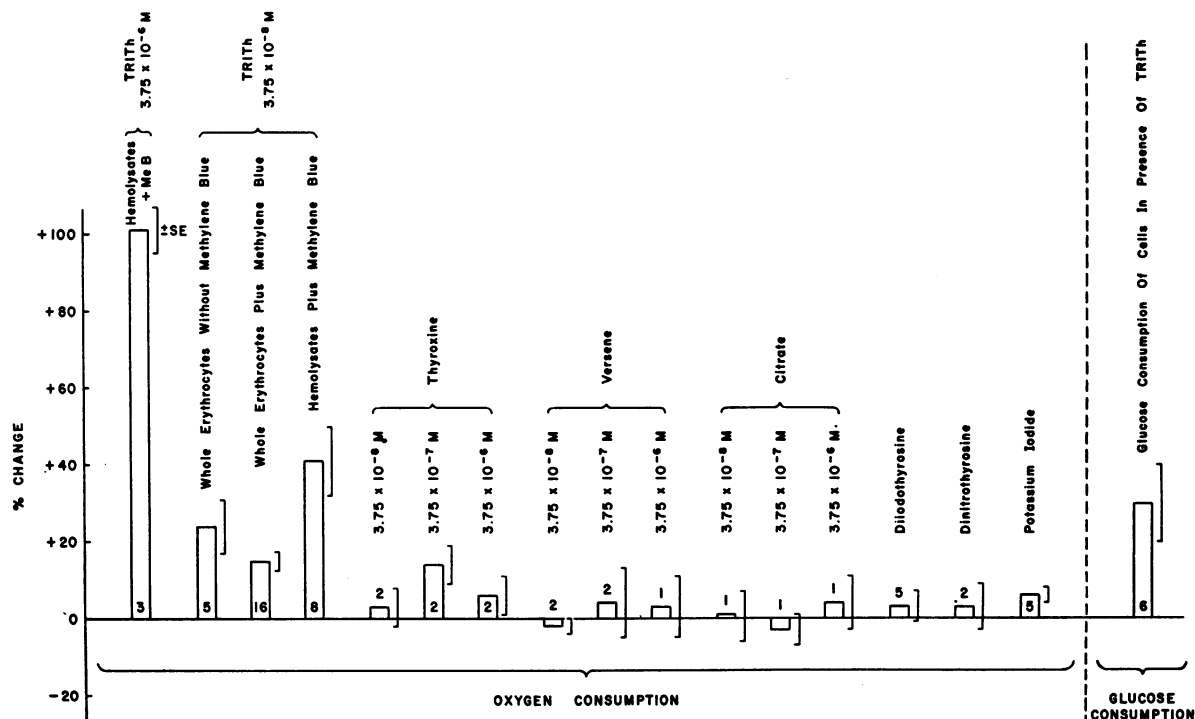 TRITh
3.75 x 10⁻⁶ M
TRITh
3.75 x 10⁻⁸ M
Hemolysates
+ Me B
±SE
Whole Erythrocytes Without Methylene Blue
Whole Erythrocytes Plus Methylene Blue
Hemolysates Plus Methylene Blue
Thyroxine
3.75 x 10⁻⁸ M
3.75 x 10⁻⁷ M
3.75 x 10⁻⁶ M
Versene
3.75 x 10⁻⁸ M
3.75 x 10⁻⁷ M
3.75 x 10⁻⁶ M
Citrate
3.75 x 10⁻⁸ M
3.75 x 10⁻⁷ M
3.75 x 10⁻⁶ M.
Diiodothyrosine
Dinitrothyrosine
Potassium Iodide
Glucose Consumption Of Cells In Presence Of TRITh
% CHANGE
+100
+80
+60
+40
+20
0
-20
3
5
16
8
2
2
2
2
2
1
1
1
1
5
2
5
6
OXYGEN CONSUMPTION
GLUCOSE
CONSUMPTION